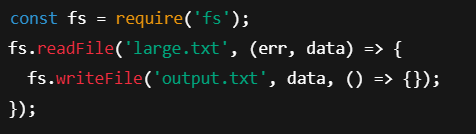 const fs = require('fs');
fs.readFile('large.txt', (err, data) => {
  fs.writeFile('output.txt', data, () => {});
});